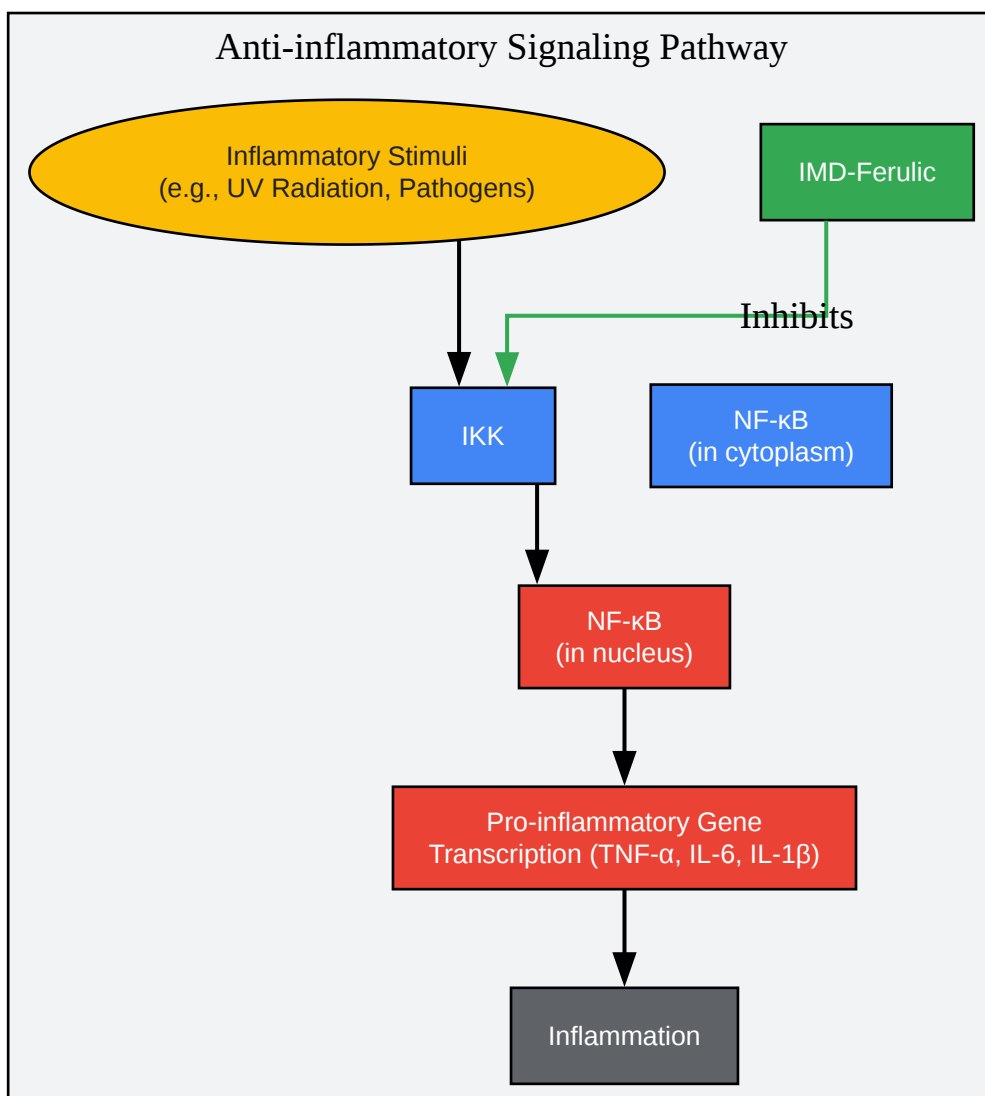 Anti-inflammatory Signaling Pathway
Inflammatory Stimuli
(e.g., UV Radiation, Pathogens)
IMD-Ferulic
Inhibits
IKK
NF-κB
(in cytoplasm)
NF-κB
(in nucleus)
Pro-inflammatory Gene
Transcription (TNF-α, IL-6, IL-1β)
Inflammation